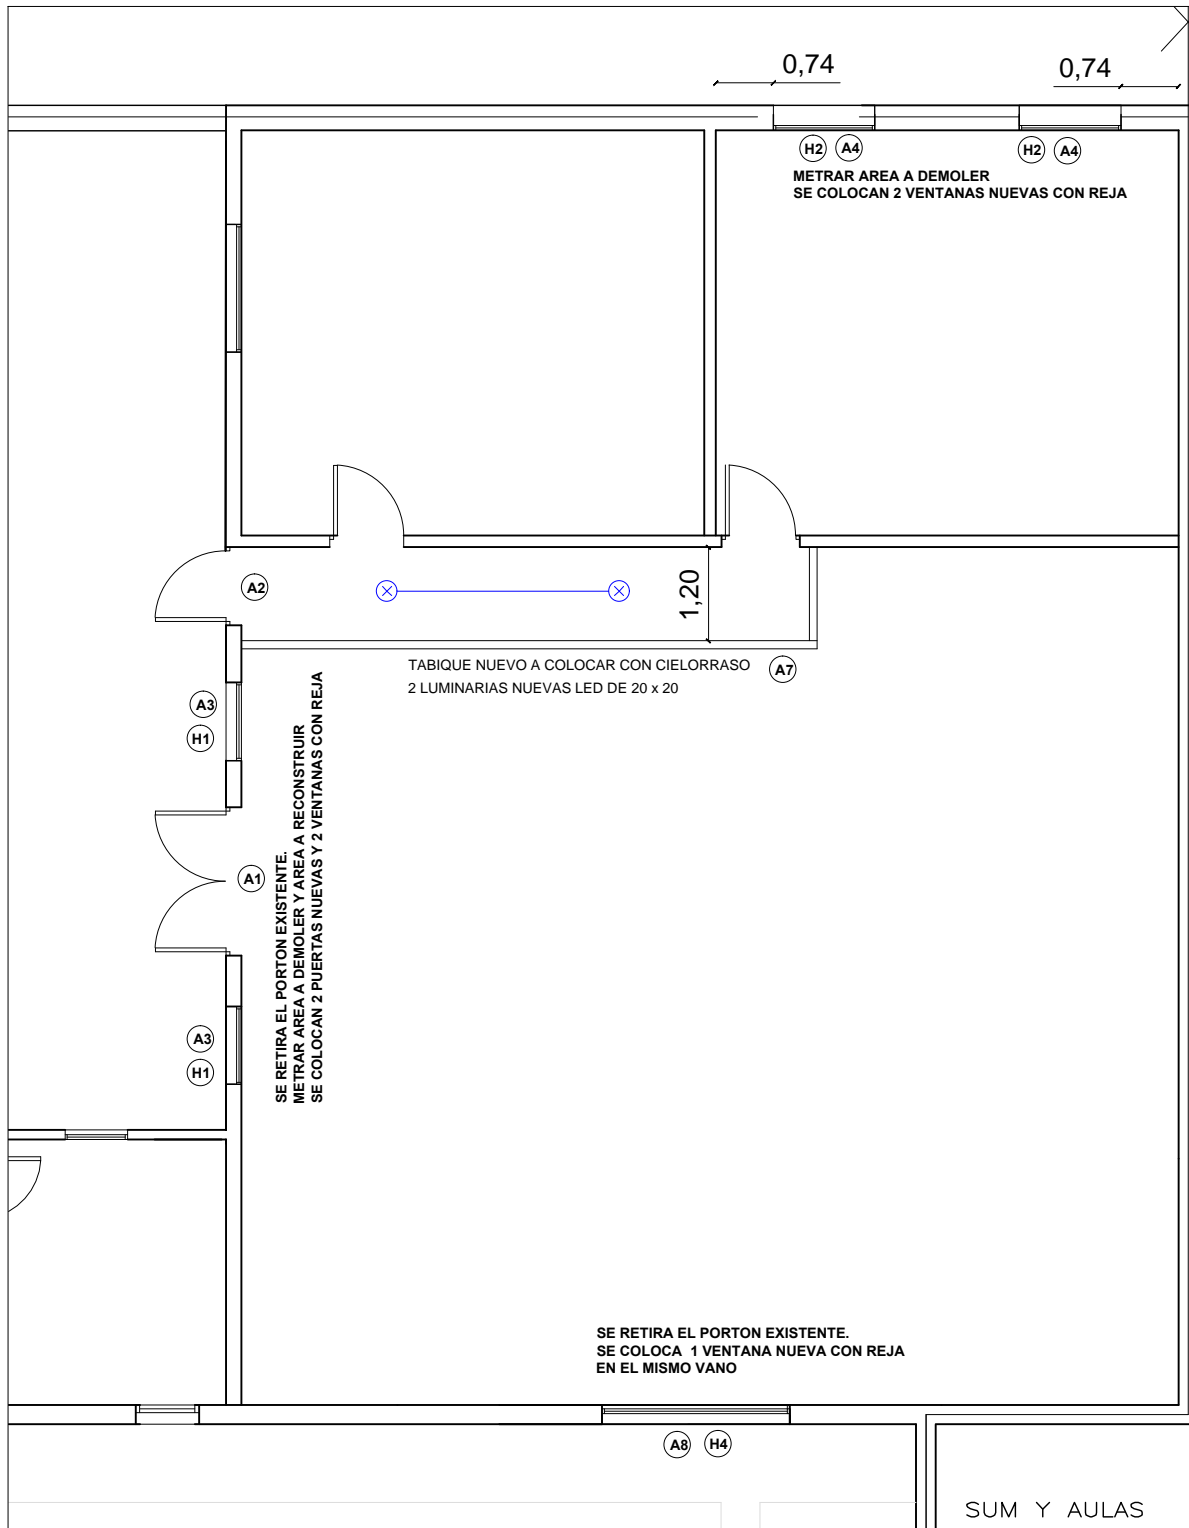 0,74
0,74
H2 A4
H2 A4
METRAR AREA A DEMOLER
SE COLOCAN 2 VENTANAS NUEVAS CON REJA
A2
1,20
TABIQUE NUEVO A COLOCAR CON CIELORRASO
2 LUMINARIAS NUEVAS LED DE 20 x 20
A7
A3
H1
A1
SE RETIRA EL PORTON EXISTENTE.
METRAR AREA A DEMOLER Y AREA A RECONSTRUIR
SE COLOCAN 2 PUERTAS NUEVAS Y 2 VENTANAS CON REJA
A3
H1
SE RETIRA EL PORTON EXISTENTE.
SE COLOCA 1 VENTANA NUEVA CON REJA
EN EL MISMO VANO
A8 H4
SUM Y AULAS